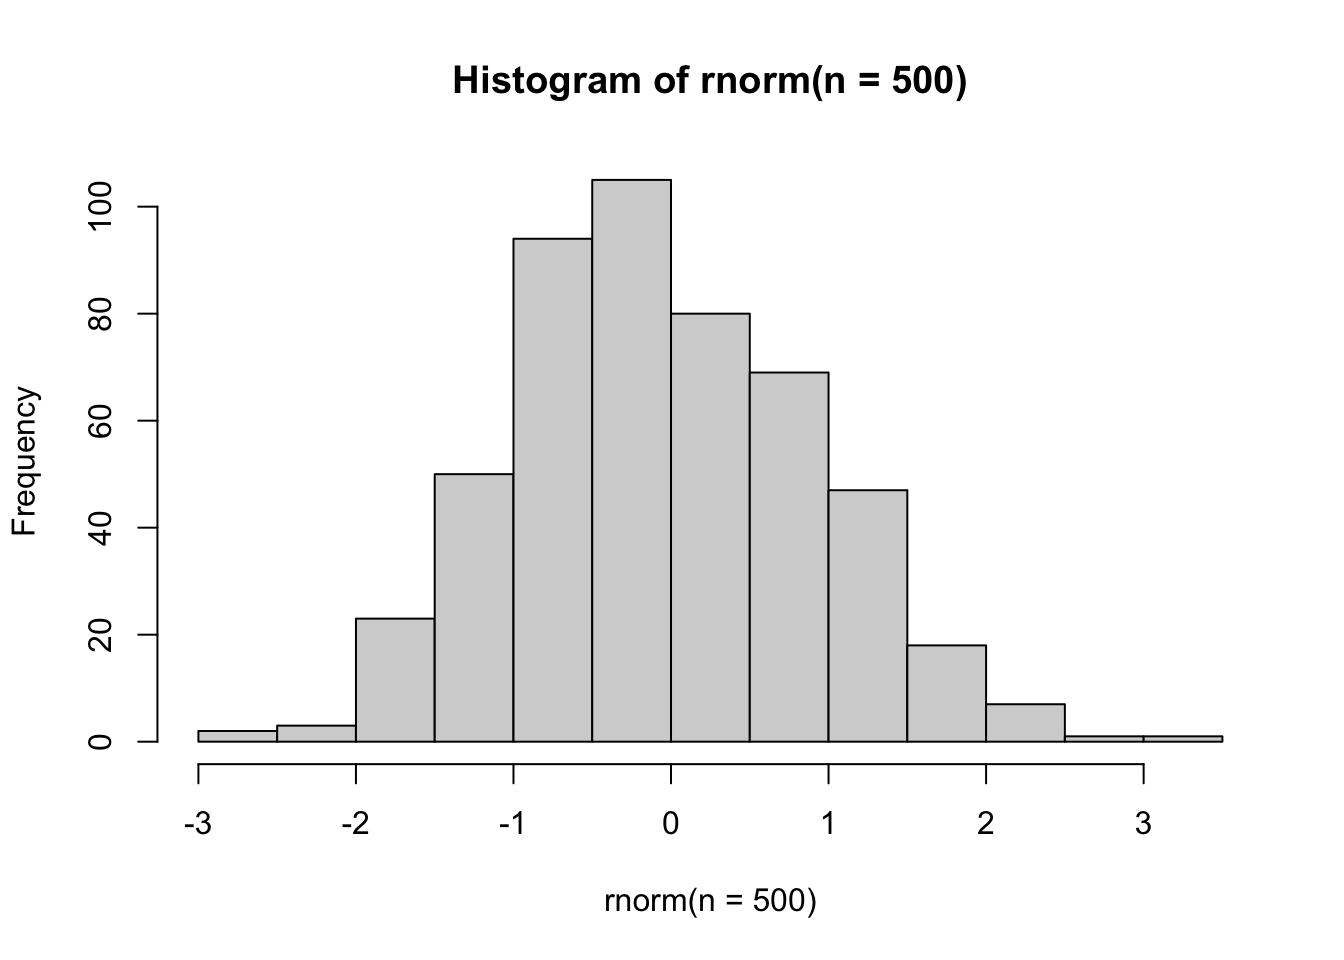 Histogram of rnorm(n = 500)
Frequency
100
80
60
40
20
0
-3 -2 -1 0 1 2 3
rnorm(n = 500)